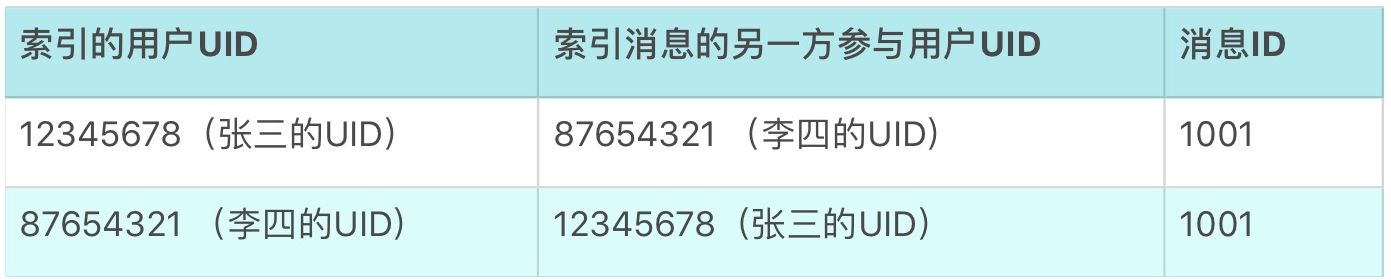 索引的用户UID 索引消息的另一方参与用户UID 消息ID
12345678（张三的UID） 87654321 （李四的UID） 1001
87654321 （李四的UID） 12345678（张三的UID） 1001